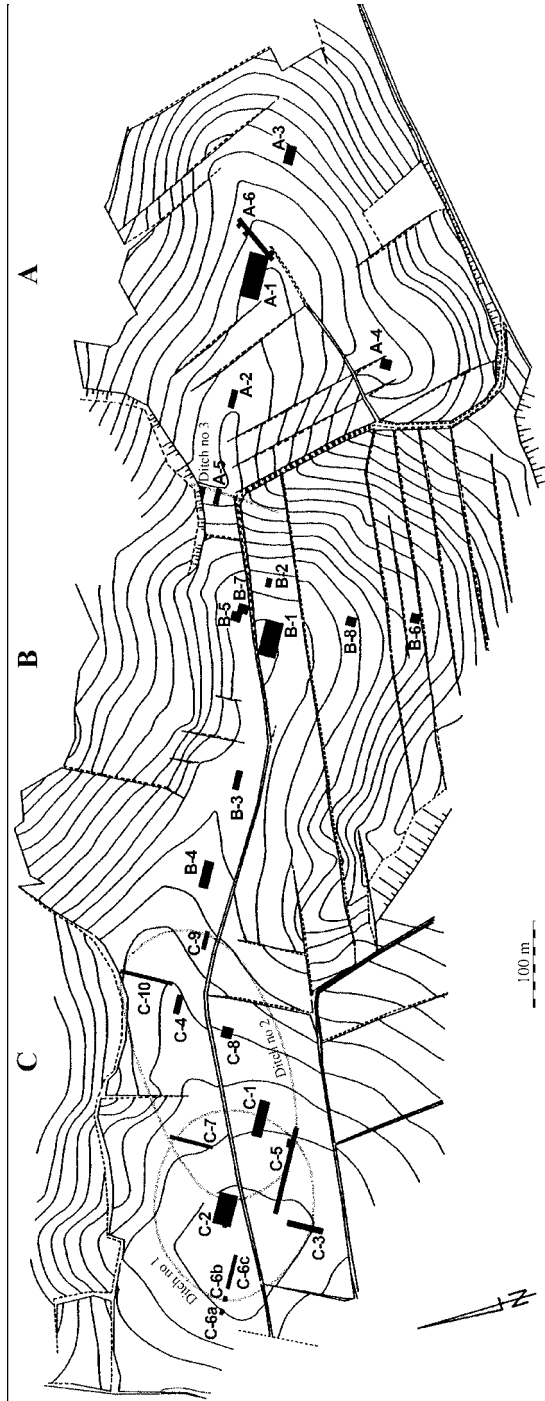 A
A-3
A-6
A-1
A-4
A-2
Ditch no 3
A-5
B
B-2
B-7
B-5
B-1
B-8
B-6
B-3
B-4
C
C-9
C-10
C-4
C-8
Ditch no 2
C-1
C-7
C-5
C-2
C-3
Ditch no 1
C-6b
C-6c
C-6a
100 m
N